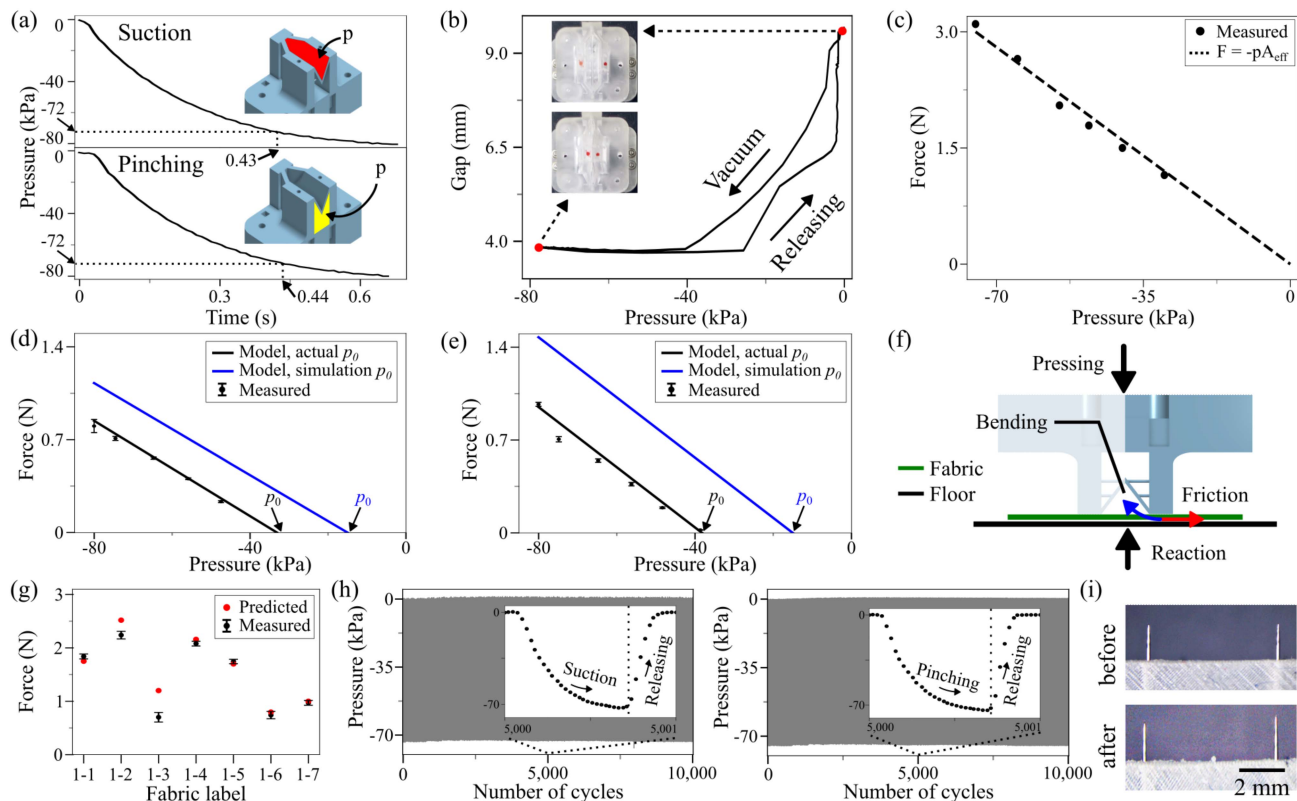 (a)
Suction
p
0
-40
-72
-80
0.43
Pressure (kPa)
Pinching
p
0
-40
-72
-80
0
0.3
0.44
0.6
Time (s)
(b)
9.0
6.5
4.0
Gap (mm)
Vacuum
Releasing
-80
-40
0
Pressure (kPa)
(c)
Measured
F = -pA_eff
3.0
1.5
0
Force (N)
-70
-35
0
Pressure (kPa)
(d)
Model, actual p₀
Model, simulation p₀
Measured
1.4
0.7
0
Force (N)
p₀
p₀
-80
-40
0
Pressure (kPa)
(e)
Model, actual p₀
Model, simulation p₀
Measured
1.4
0.7
0
Force (N)
p₀
p₀
-80
-40
0
Pressure (kPa)
(f)
Pressing
Bending
Fabric
Floor
Friction
Reaction
(g)
Predicted
Measured
3
2
1
0
Force (N)
1-1
1-2
1-3
1-4
1-5
1-6
1-7
Fabric label
(h)
0
-35
-70
Pressure (kPa)
0
-70
Suction
Releasing
5,000
5,001
0
5,000
10,000
Number of cycles
0
-35
-70
Pressure (kPa)
0
-70
Pinching
Releasing
5,000
5,001
0
5,000
10,000
Number of cycles
(i)
before
after
2 mm